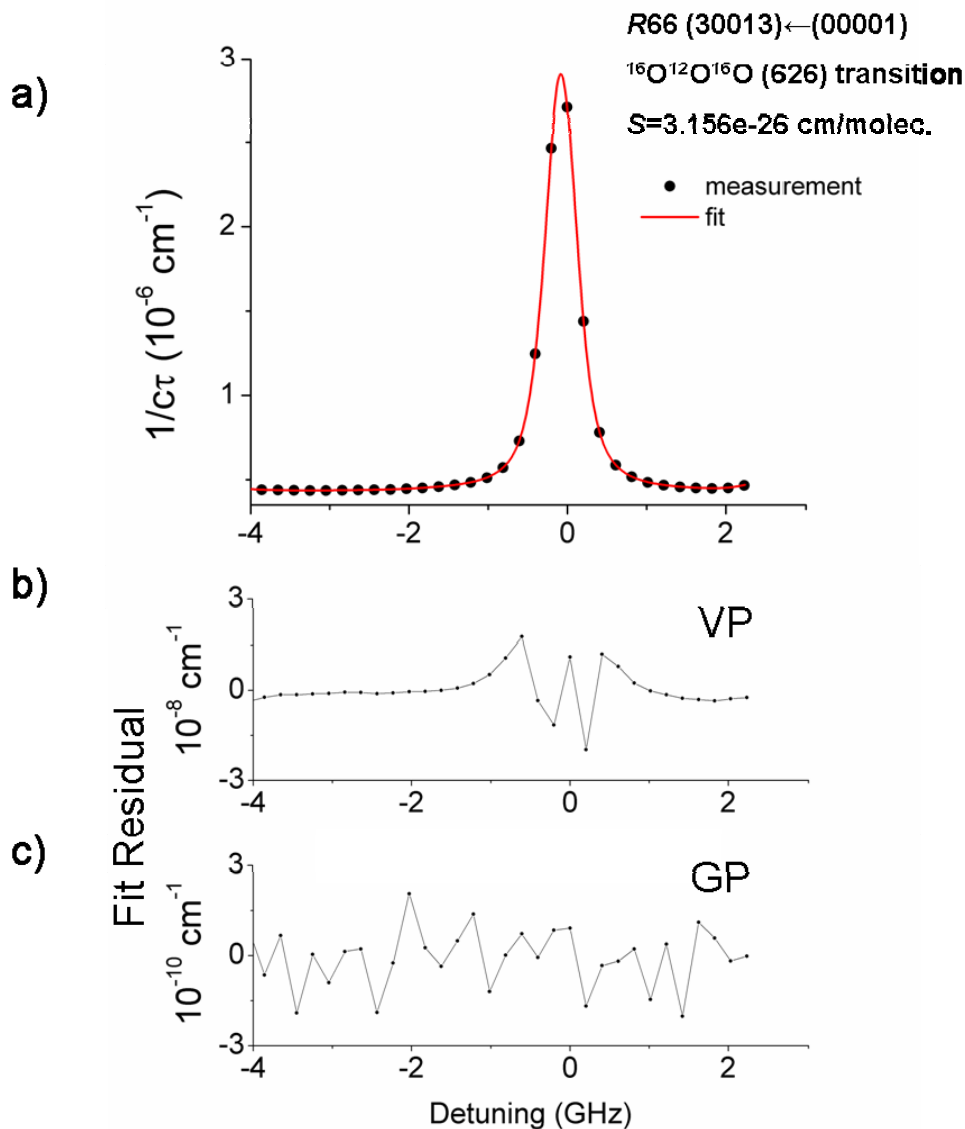 R66 (30013)←(00001)
a)
¹⁶O¹²O¹⁶O (626) transition
S=3.156e-26 cm/molec.
measurement
fit
1/cτ (10⁻⁶ cm⁻¹)
3
2
1
-4
-2
0
2
b)
VP
Fit Residual
10⁻⁸ cm⁻¹
3
0
-3
-4
-2
0
2
c)
GP
10⁻¹⁰ cm⁻¹
3
0
-3
-4
-2
0
2
Detuning (GHz)